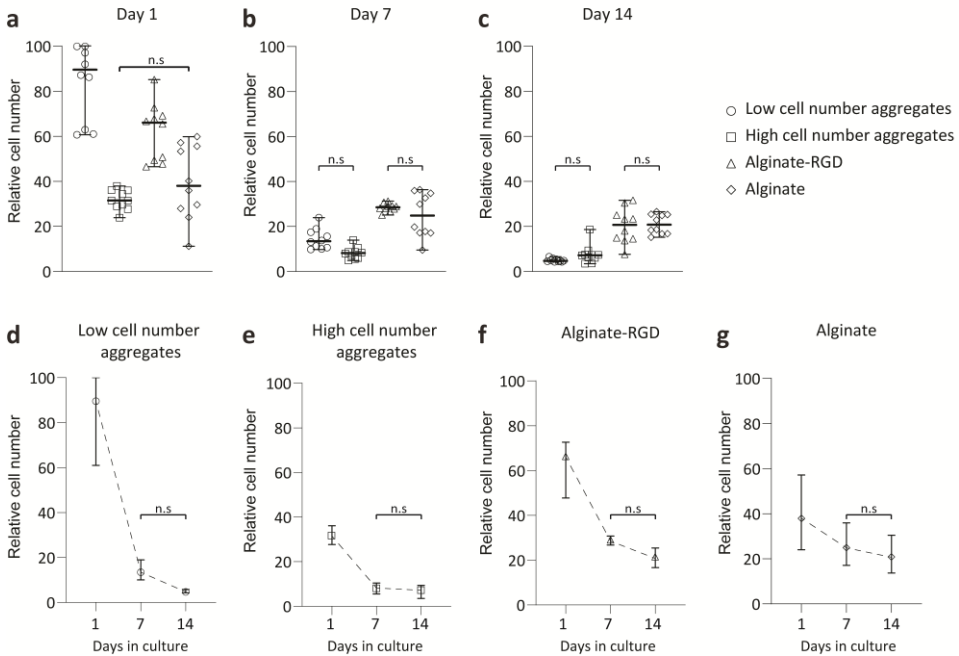 a Day 1
b Day 7
c Day 14
Relative cell number
100
80
60
40
20
0
n.s
Relative cell number
100
80
60
40
20
0
n.s
n.s
Relative cell number
100
80
60
40
20
0
n.s
n.s
Low cell number aggregates
High cell number aggregates
Alginate-RGD
Alginate
d Low cell number
aggregates
Relative cell number
100
80
60
40
20
0
n.s
1 7 14
Days in culture
e High cell number
aggregates
Relative cell number
100
80
60
40
20
0
n.s
1 7 14
Days in culture
f Alginate-RGD
Relative cell number
100
80
60
40
20
0
n.s
1 7 14
Days in culture
g Alginate
Relative cell number
100
80
60
40
20
0
n.s
1 7 14
Days in culture